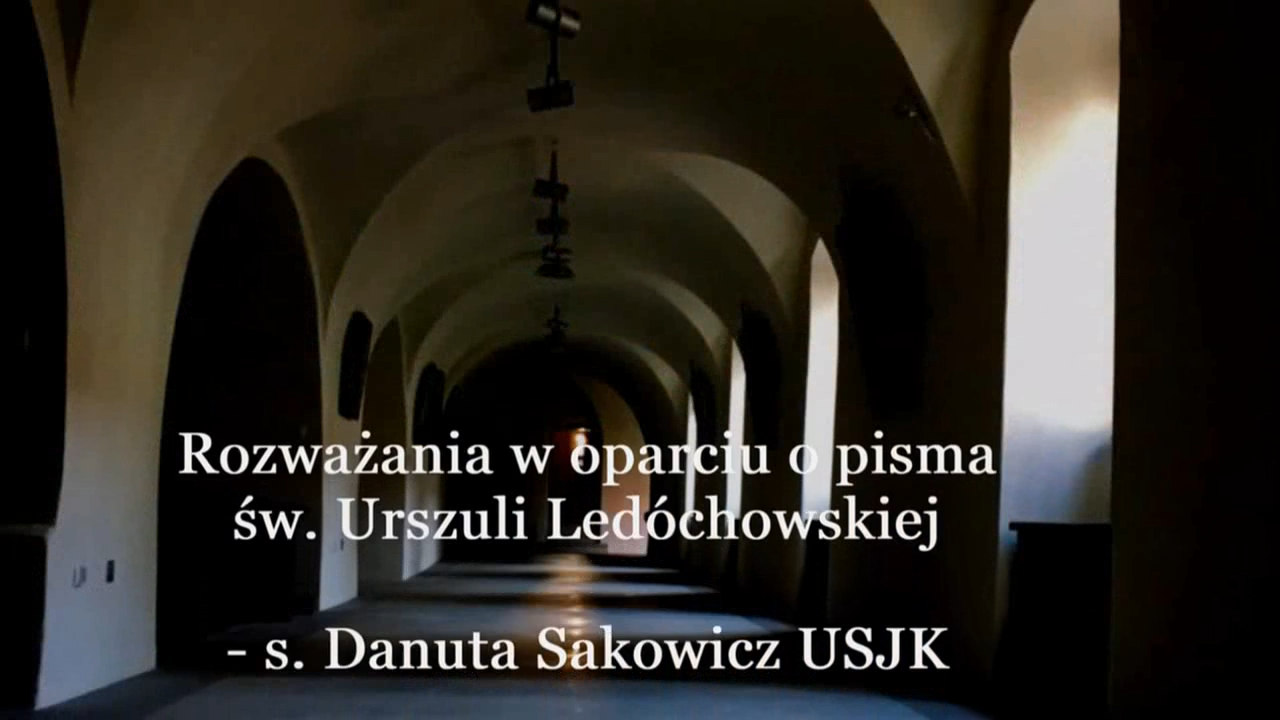 Rozważania w oparciu o pisma
św. Urszuli Ledóchowskiej
- s. Danuta Sakowicz USJK